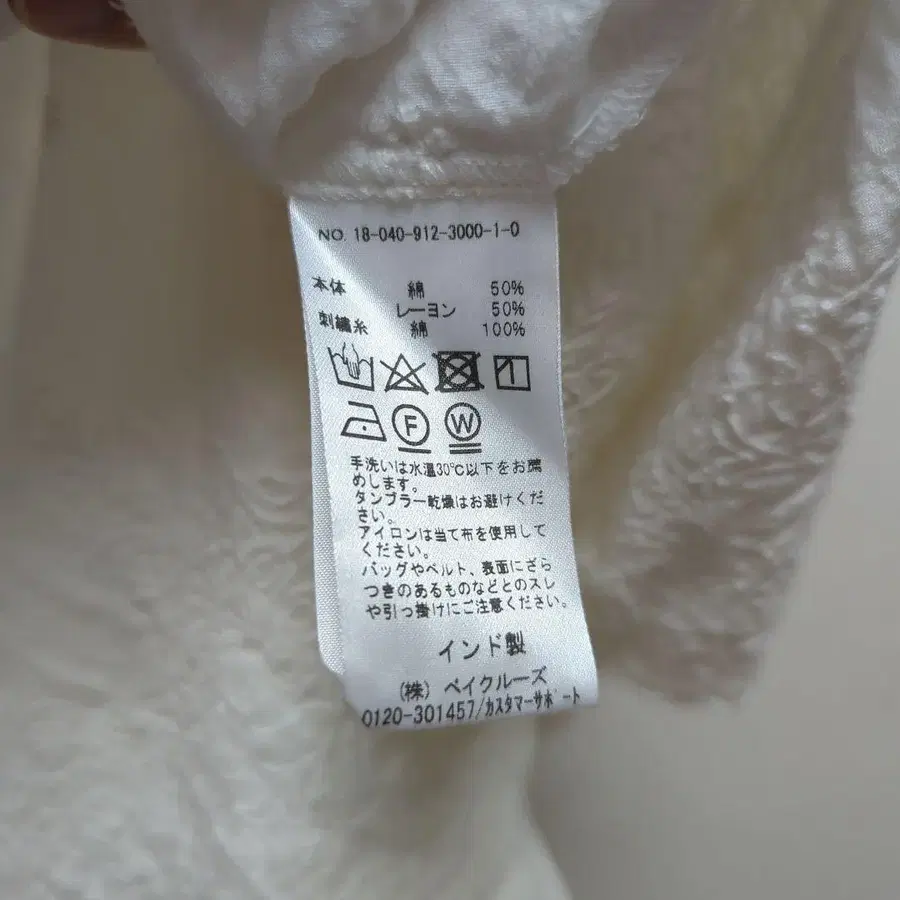 NO. 18-040-912-3000-1-0
本体 綿 50%
レーヨン 50%
刺繍糸 綿 100%
F W
手洗いは水温30℃以下をお薦
めします。
タンブラー乾燥はお避けくだ
さい。
アイロンは当て布を使用して
ください。
バッグやベルト、表面にざら
つきのあるものなどとのスレ
や引っ掛けにご注意ください。
インド製
(株) ベイクルーズ
0120-301457/カスタマーサポート